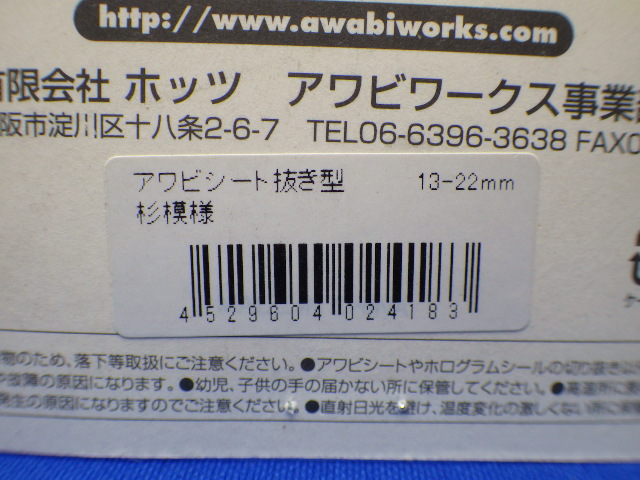 http://www.awabiworks.com
有限会社 ホッツ アワビワークス事業
阪市淀川区十八条2-6-7 TEL06-6396-3638 FAX0
アワビシート抜き型 13-22mm
杉模様
4529604024183
物のため、落下等取扱にご注意ください。●アワビシートやホログラムシールの切り抜き以
故障の原因になります。●幼児、子供の手の届かない所に保管してください。●高温所に
発生の原因になりますのでご注意ください。●直射日光を避け、温度変化の激しくない所に